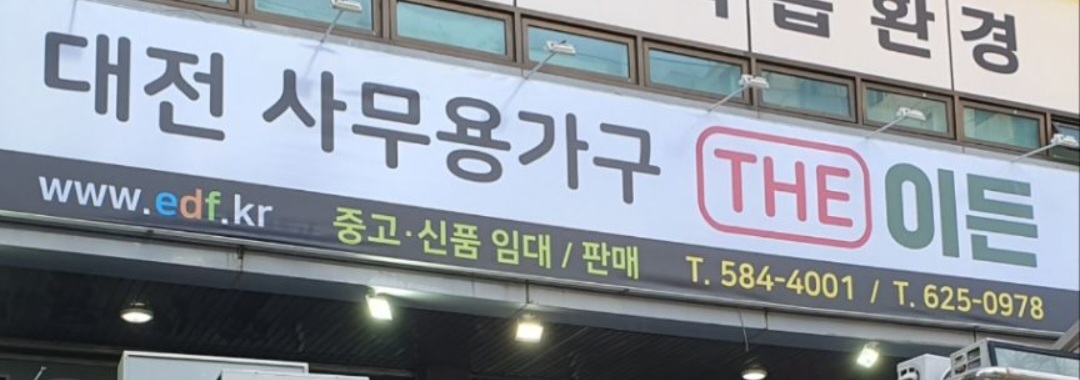 환경
대전 사무용가구 THE 이든
www.edf.kr 중고·신품 임대 / 판매 T. 584-4001 / T. 625-0978